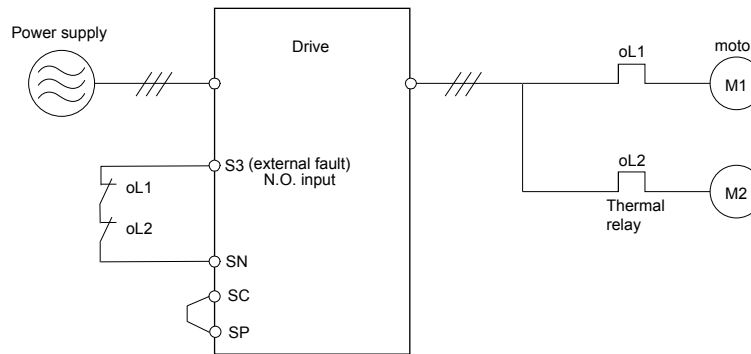 Power supply
Drive
oL1
moto
M1
S3 (external fault)
N.O. input
oL1
oL2
oL2
M2
Thermal
relay
SN
SC
SP